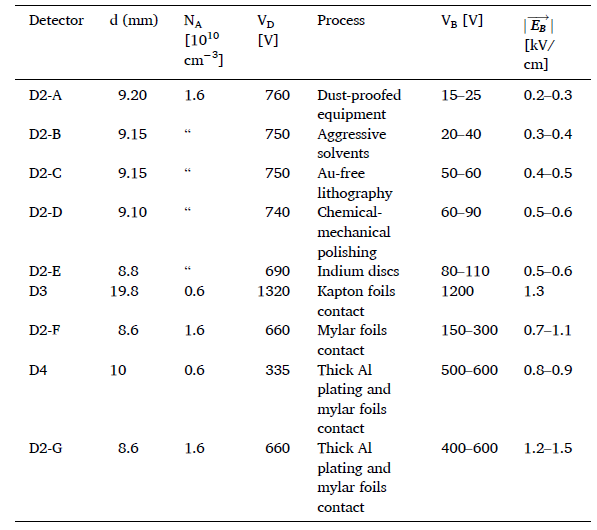 Detector d (mm) N_A [10^10 cm^−3] V_D [V] Process V_B [V] |E_B→| [kV/cm]
D2-A 9.20 1.6 760 Dust-proofed 15–25 0.2–0.3
equipment
D2-B 9.15 “ 750 Aggressive 20–40 0.3–0.4
solvents
D2-C 9.15 “ 750 Au-free 50–60 0.4–0.5
lithography
D2-D 9.10 “ 740 Chemical- 60–90 0.5–0.6
mechanical
polishing
D2-E 8.8 “ 690 Indium discs 80–110 0.5–0.6
D3 19.8 0.6 1320 Kapton foils 1200 1.3
contact
D2-F 8.6 1.6 660 Mylar foils 150–300 0.7–1.1
contact
D4 10 0.6 335 Thick Al 500–600 0.8–0.9
plating and
mylar foils
contact
D2-G 8.6 1.6 660 Thick Al 400–600 1.2–1.5
plating and
mylar foils
contact